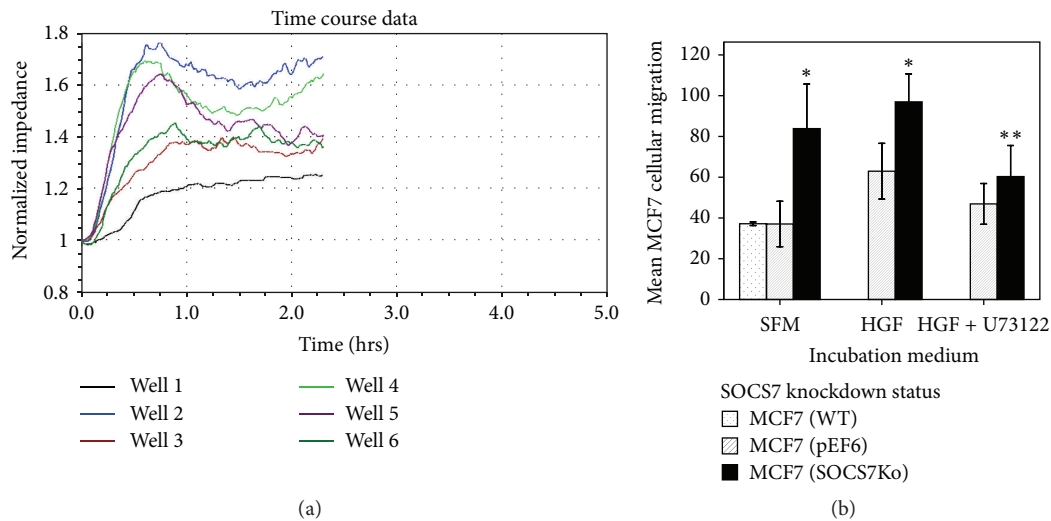 Time course data
Normalized impedance
1.8
1.6
1.4
1.2
1
0.8
0.0
1.0
2.0
3.0
4.0
5.0
Time (hrs)
Well 1
Well 2
Well 3
Well 4
Well 5
Well 6
(a)
Mean MCF7 cellular migration
120
100
80
60
40
20
0
*
*
**
SFM
HGF
HGF + U73122
Incubation medium
SOCS7 knockdown status
MCF7 (WT)
MCF7 (pEF6)
MCF7 (SOCS7Ko)
(b)